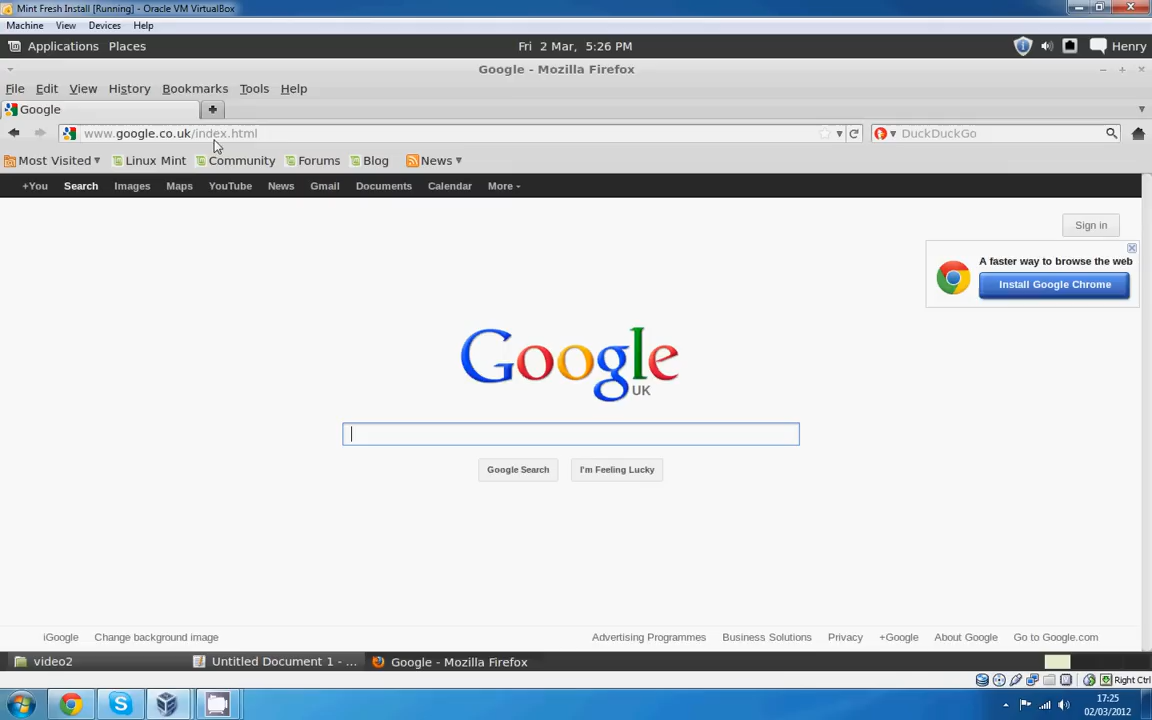 Mint Fresh Install [Running] - Oracle VM VirtualBox
Machine View Devices Help
Applications Places Fri 2 Mar, 5:26 PM Henry
Google - Mozilla Firefox
File Edit View History Bookmarks Tools Help
Google
www.google.co.uk/index.html DuckDuckGo
Most Visited Linux Mint Community Forums Blog News
+You Search Images Maps YouTube News Gmail Documents Calendar More
Sign in
A faster way to browse the web
Install Google Chrome
Google
UK
Google Search I'm Feeling Lucky
iGoogle Change background image Advertising Programmes Business Solutions Privacy +Google About Google Go to Google.com
video2 Untitled Document 1 - ... Google - Mozilla Firefox
Right Ctrl
17:25
02/03/2012